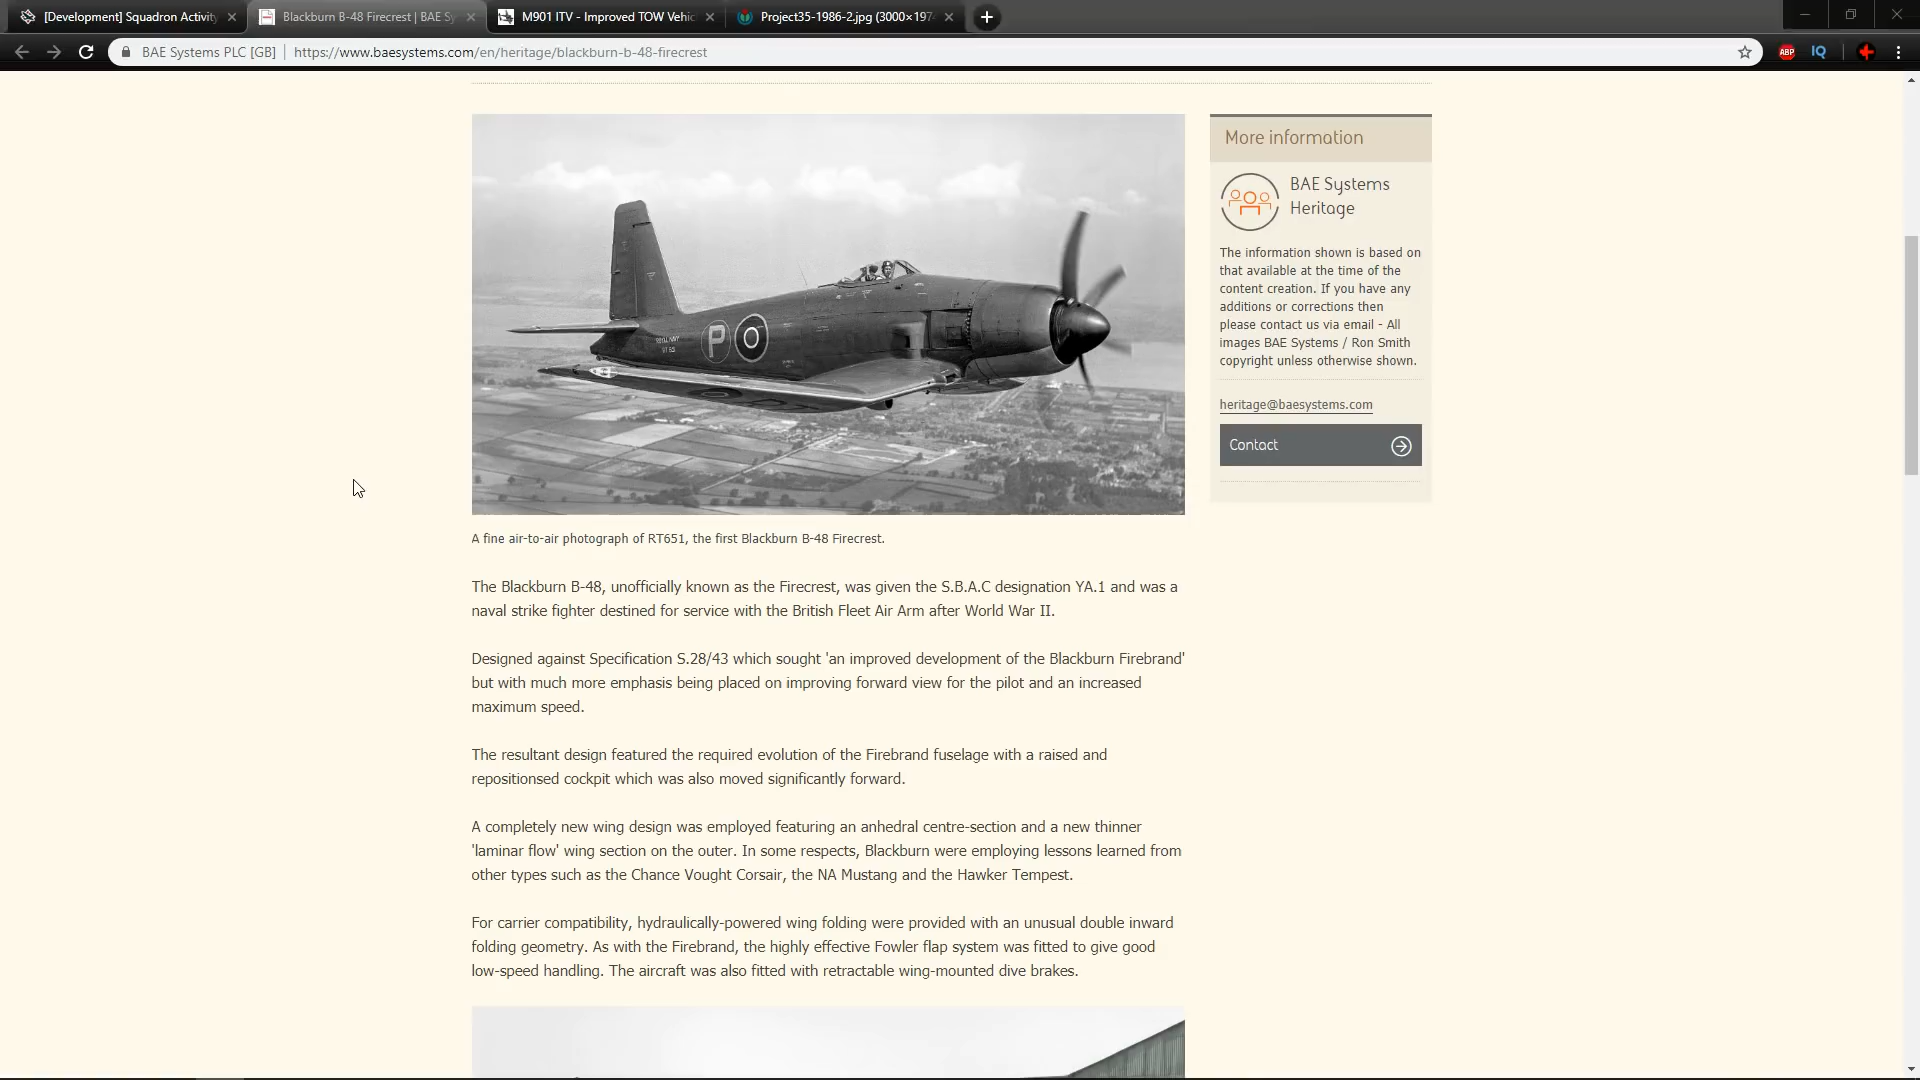 [Development] Squadron Activity
Blackburn B-48 Firecrest | BAE Sy
M901 ITV - Improved TOW Vehic
Project35-1986-2.jpg (3000×197
BAE Systems PLC [GB] | https://www.baesystems.com/en/heritage/blackburn-b-48-firecrest
ABP
IQ
P
ROYAL NAVY
More information
BAE Systems
Heritage
The information shown is based on
that available at the time of the
content creation. If you have any
additions or corrections then
please contact us via email - All
images BAE Systems / Ron Smith
copyright unless otherwise shown.
heritage@baesystems.com
Contact
A fine air-to-air photograph of RT651, the first Blackburn B-48 Firecrest.
The Blackburn B-48, unofficially known as the Firecrest, was given the S.B.A.C designation YA.1 and was a
naval strike fighter destined for service with the British Fleet Air Arm after World War II.
Designed against Specification S.28/43 which sought 'an improved development of the Blackburn Firebrand'
but with much more emphasis being placed on improving forward view for the pilot and an increased
maximum speed.
The resultant design featured the required evolution of the Firebrand fuselage with a raised and
repositionsed cockpit which was also moved significantly forward.
A completely new wing design was employed featuring an anhedral centre-section and a new thinner
'laminar flow' wing section on the outer. In some respects, Blackburn were employing lessons learned from
other types such as the Chance Vought Corsair, the NA Mustang and the Hawker Tempest.
For carrier compatibility, hydraulically-powered wing folding were provided with an unusual double inward
folding geometry. As with the Firebrand, the highly effective Fowler flap system was fitted to give good
low-speed handling. The aircraft was also fitted with retractable wing-mounted dive brakes.